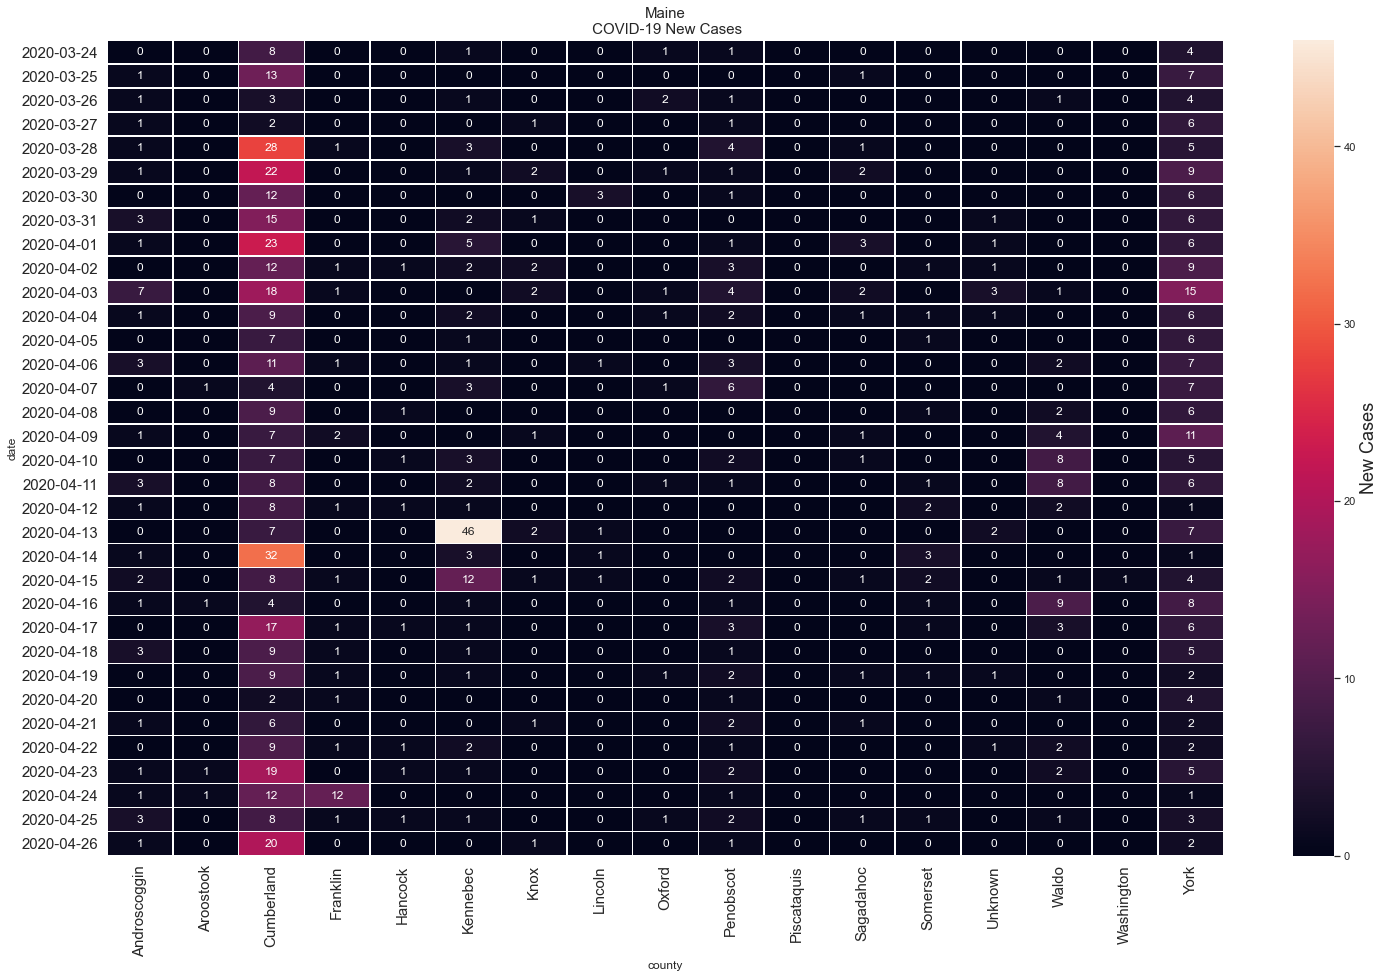 Maine
COVID-19 New Cases
2020-03-24 0 0 8 0 0 1 0 0 1 1 0 0 0 0 0 0 4
2020-03-25 1 0 13 0 0 0 0 0 0 0 0 1 0 0 0 0 7
2020-03-26 1 0 3 0 0 1 0 0 2 1 0 0 0 0 1 0 4
2020-03-27 1 0 2 0 0 0 1 0 0 1 0 0 0 0 0 0 6
2020-03-28 1 0 28 1 0 3 0 0 0 4 0 1 0 0 0 0 5
2020-03-29 1 0 22 0 0 1 2 0 1 1 0 2 0 0 0 0 9
2020-03-30 0 0 12 0 0 0 0 3 0 1 0 0 0 0 0 0 6
2020-03-31 3 0 15 0 0 2 1 0 0 0 0 0 0 1 0 0 6
2020-04-01 1 0 23 0 0 5 0 0 0 1 0 3 0 1 0 0 6
2020-04-02 0 0 12 1 1 2 2 0 0 3 0 0 1 1 0 0 9
2020-04-03 7 0 18 1 0 0 2 0 1 4 0 2 0 3 1 0 15
2020-04-04 1 0 9 0 0 2 0 0 1 2 0 1 1 1 0 0 6
2020-04-05 0 0 7 0 0 1 0 0 0 0 0 0 1 0 0 0 6
2020-04-06 3 0 11 1 0 1 0 1 0 3 0 0 0 0 2 0 7
2020-04-07 0 1 4 0 0 3 0 0 1 6 0 0 0 0 0 0 7
2020-04-08 0 0 9 0 1 0 0 0 0 0 0 0 1 0 2 0 6
2020-04-09 1 0 7 2 0 0 1 0 0 0 0 1 0 0 4 0 11
2020-04-10 0 0 7 0 1 3 0 0 0 2 0 1 0 0 8 0 5
2020-04-11 3 0 8 0 0 2 0 0 1 1 0 0 1 0 8 0 6
2020-04-12 1 0 8 1 1 1 0 0 0 0 0 0 2 0 2 0 1
2020-04-13 0 0 7 0 0 46 2 1 0 0 0 0 0 2 0 0 7
2020-04-14 1 0 32 0 0 3 0 1 0 0 0 0 3 0 0 0 1
2020-04-15 2 0 8 1 0 12 1 1 0 2 0 1 2 0 1 1 4
2020-04-16 1 1 4 0 0 1 0 0 0 1 0 0 1 0 9 0 8
2020-04-17 0 0 17 1 1 1 0 0 0 3 0 0 1 0 3 0 6
2020-04-18 3 0 9 1 0 1 0 0 0 1 0 0 0 0 0 0 5
2020-04-19 0 0 9 1 0 1 0 0 1 2 0 1 1 1 0 0 2
2020-04-20 0 0 2 1 0 0 0 0 0 1 0 0 0 0 1 0 4
2020-04-21 1 0 6 0 0 0 1 0 0 2 0 1 0 0 0 0 2
2020-04-22 0 0 9 1 1 2 0 0 0 1 0 0 0 1 2 0 2
2020-04-23 1 1 19 0 1 1 0 0 0 2 0 0 0 0 2 0 5
2020-04-24 1 1 12 12 0 0 0 0 0 1 0 0 0 0 0 0 1
2020-04-25 3 0 8 1 1 1 0 0 1 2 0 1 1 0 1 0 3
2020-04-26 1 0 20 0 0 0 1 0 0 1 0 0 0 0 0 0 2
date
Androscoggin Aroostook Cumberland Franklin Hancock Kennebec Knox Lincoln Oxford Penobscot Piscataquis Sagadahoc Somerset Unknown Waldo Washington York
county
40
30
20
10
0
New Cases